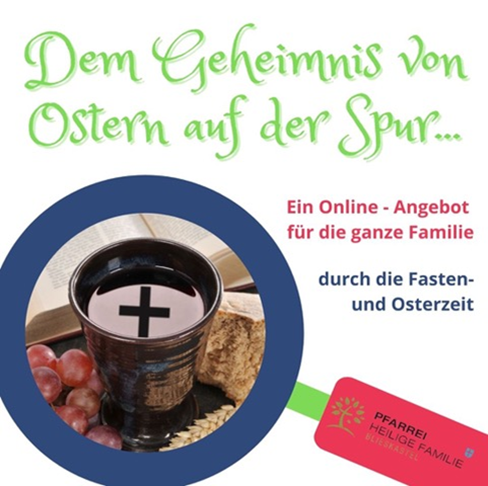 Dem Geheimnis von
Ostern auf der Spur...
Ein Online - Angebot
für die ganze Familie
durch die Fasten-
und Osterzeit
PFARREI
HEILIGE FAMILIE
BLIESKASTEL